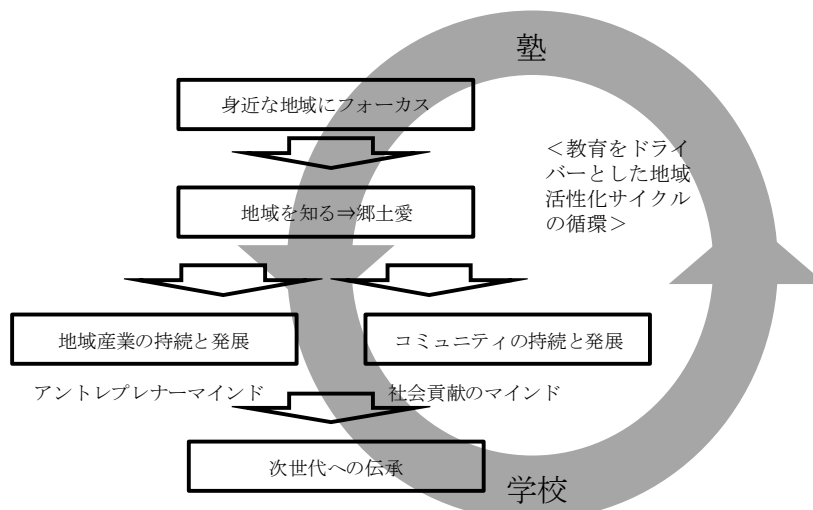 塾
身近な地域にフォーカス
＜教育をドライ
バーとした地域
活性化サイクル
の循環＞
地域を知る⇒郷土愛
地域産業の持続と発展
コミュニティの持続と発展
アントレプレナーマインド
社会貢献のマインド
次世代への伝承
学校